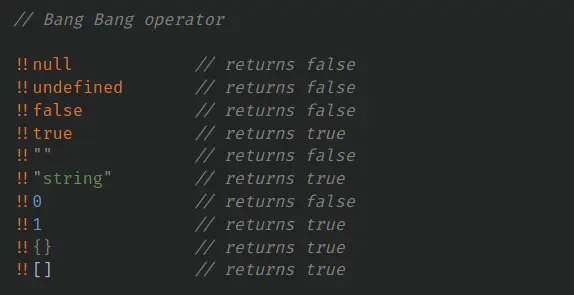 // Bang Bang operator
!!null // returns false
!!undefined // returns false
!!false // returns false
!!true // returns true
!!"" // returns false
!!"string" // returns true
!!0 // returns false
!!1 // returns true
!!{} // returns true
!![] // returns true